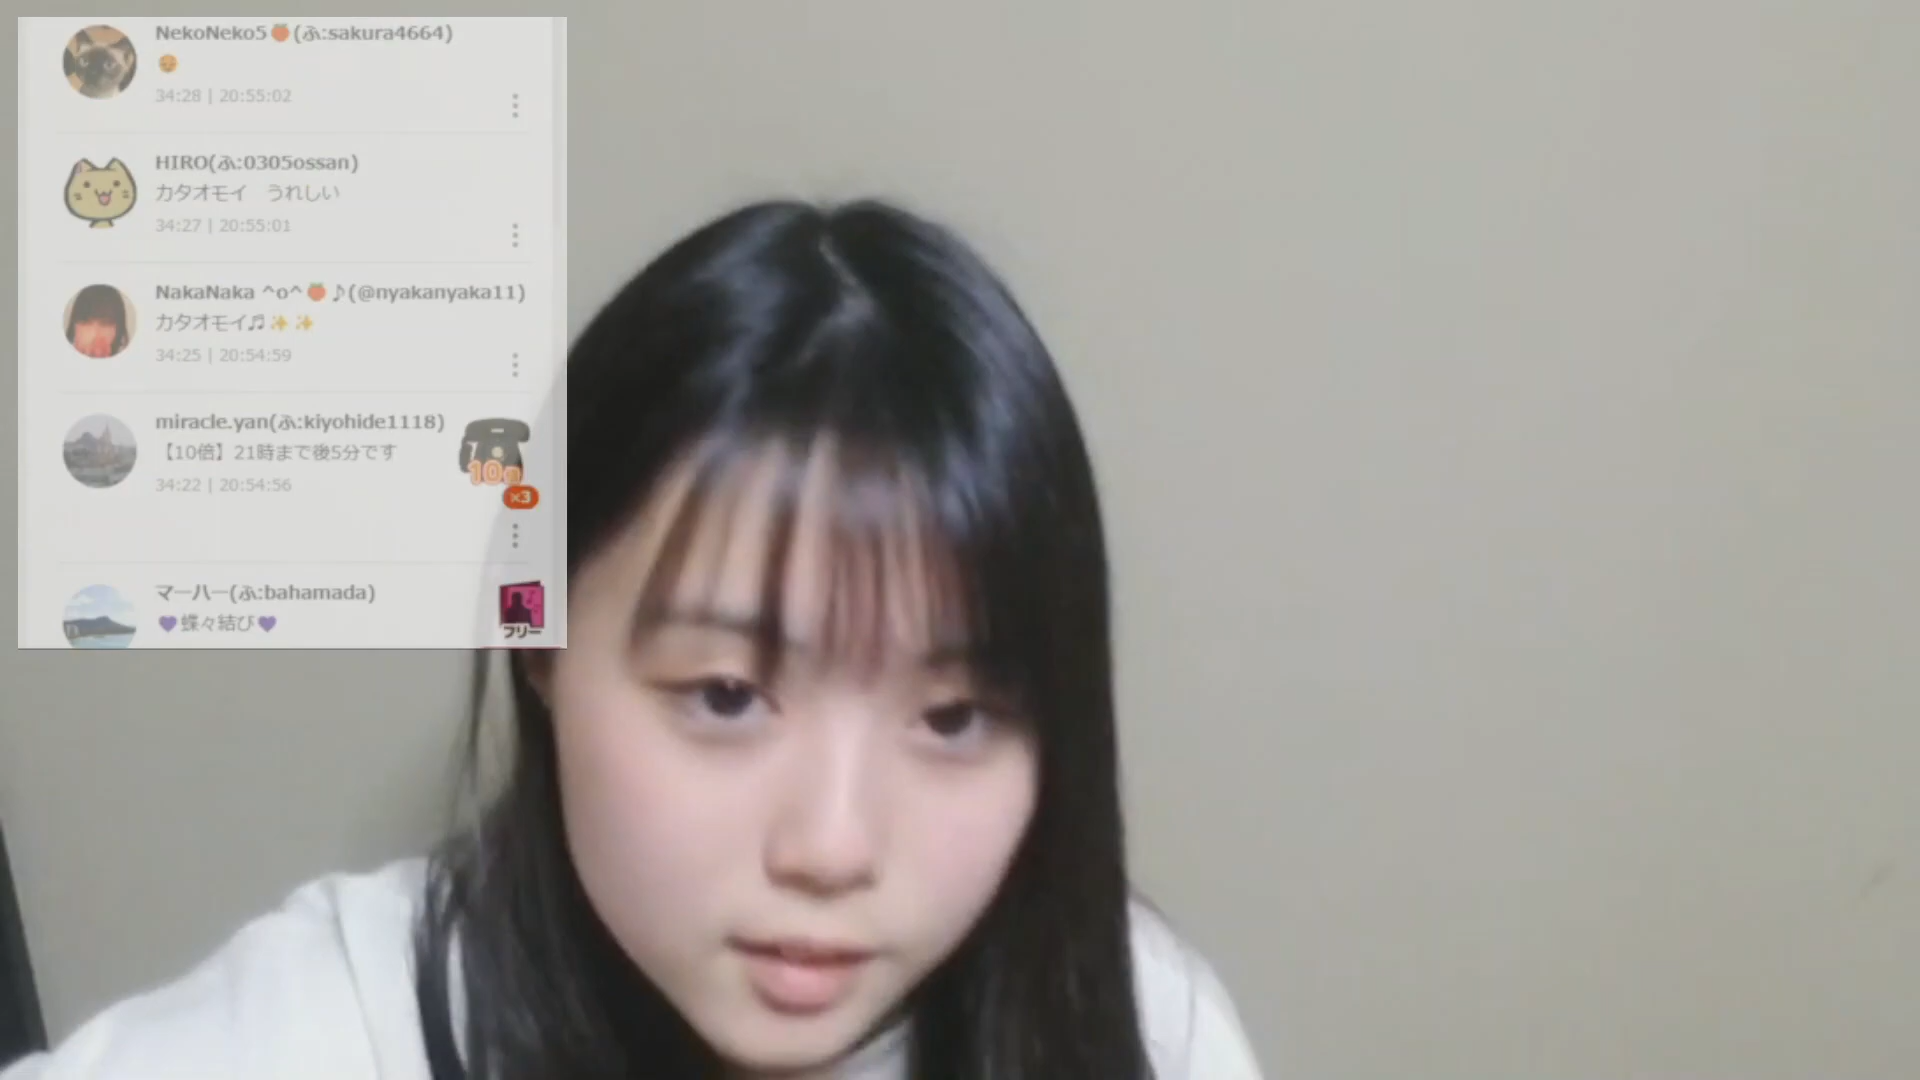 NekoNeko5🍑(ふ:sakura4664)
😊
34:28 | 20:55:02
HIRO(ふ:0305ossan)
カタオモイ　うれしい
34:27 | 20:55:01
NakaNaka ^o^🍑♪(@nyakanyaka11)
カタオモイ♬✨✨
34:25 | 20:54:59
miracle.yan(ふ:kiyohide1118)
【10倍】21時まで後5分です
10倍
×3
34:22 | 20:54:56
マーハー(ふ:bahamada)
💜蝶々結び💜
フリー